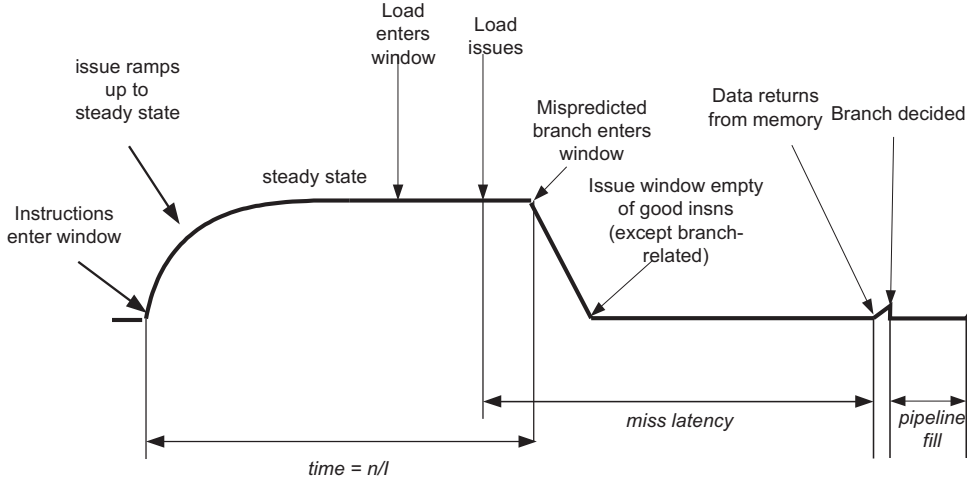 Load
enters
window
Load
issues
issue ramps
up to
steady state
Mispredicted
branch enters
window
Data returns
from memory
Branch decided
steady state
Instructions
enter window
Issue window empty
of good insns
(except branch-
related)
miss latency
pipeline
fill
time = n/I